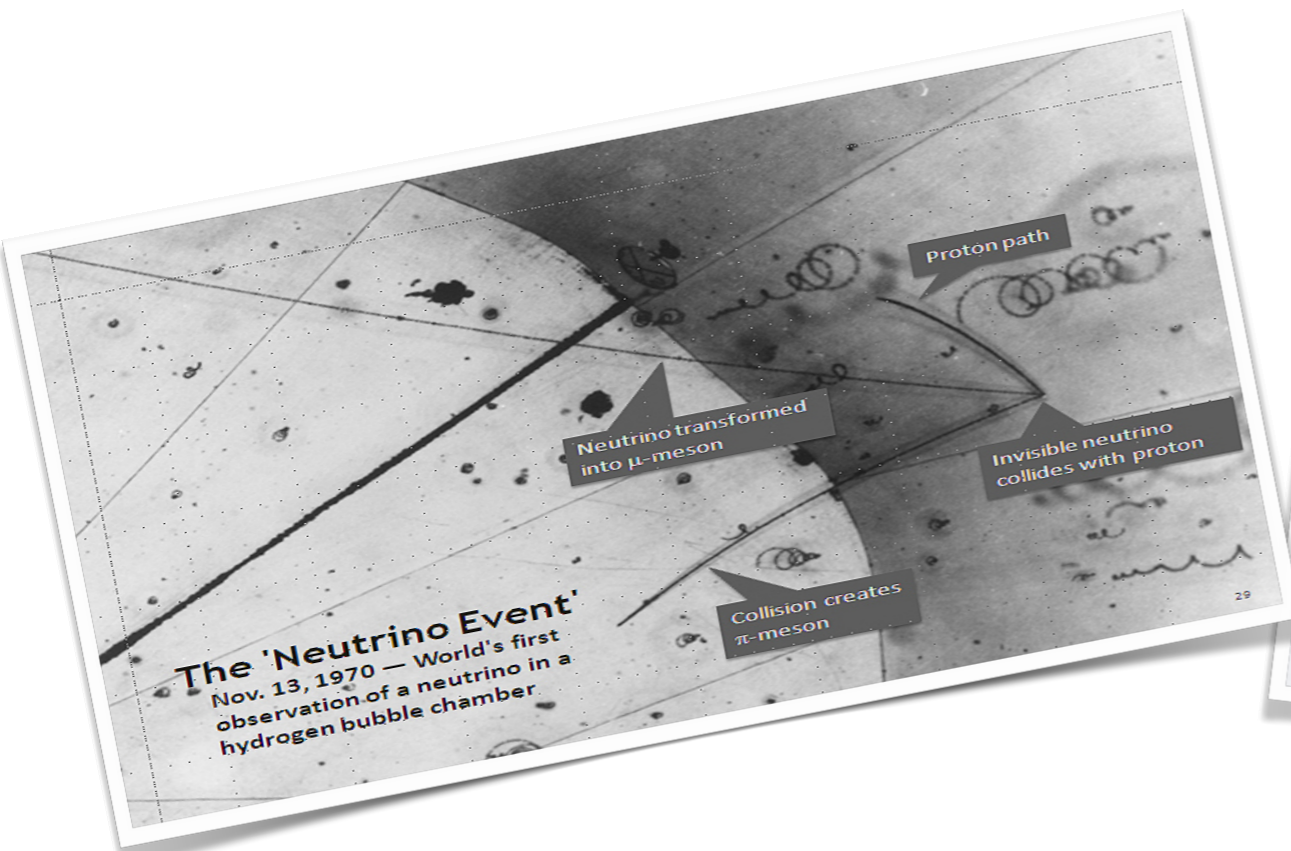 Proton path
Neutrino transformed
into μ-meson
Invisible neutrino
collides with proton
Collision creates
π-meson
29
The 'Neutrino Event'
Nov. 13, 1970 — World's first
observation of a neutrino in a
hydrogen bubble chamber